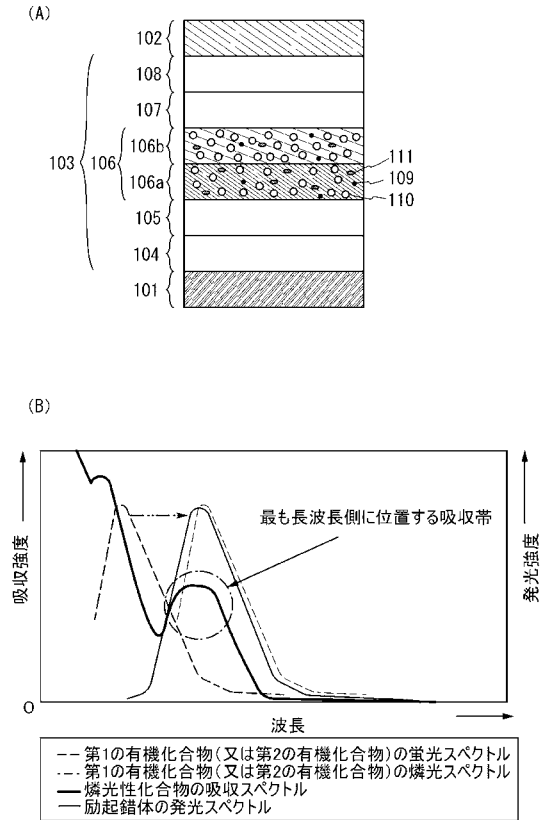 (A)
102
108
107
103
106
106b
106a
111
109
110
105
104
101
(B)
吸収強度
発光強度
最も長波長側に位置する吸収帯
O
波長
第1の有機化合物(又は第2の有機化合物)の蛍光スペクトル
第1の有機化合物(又は第2の有機化合物)の燐光スペクトル
燐光性化合物の吸収スペクトル
励起錯体の発光スペクトル